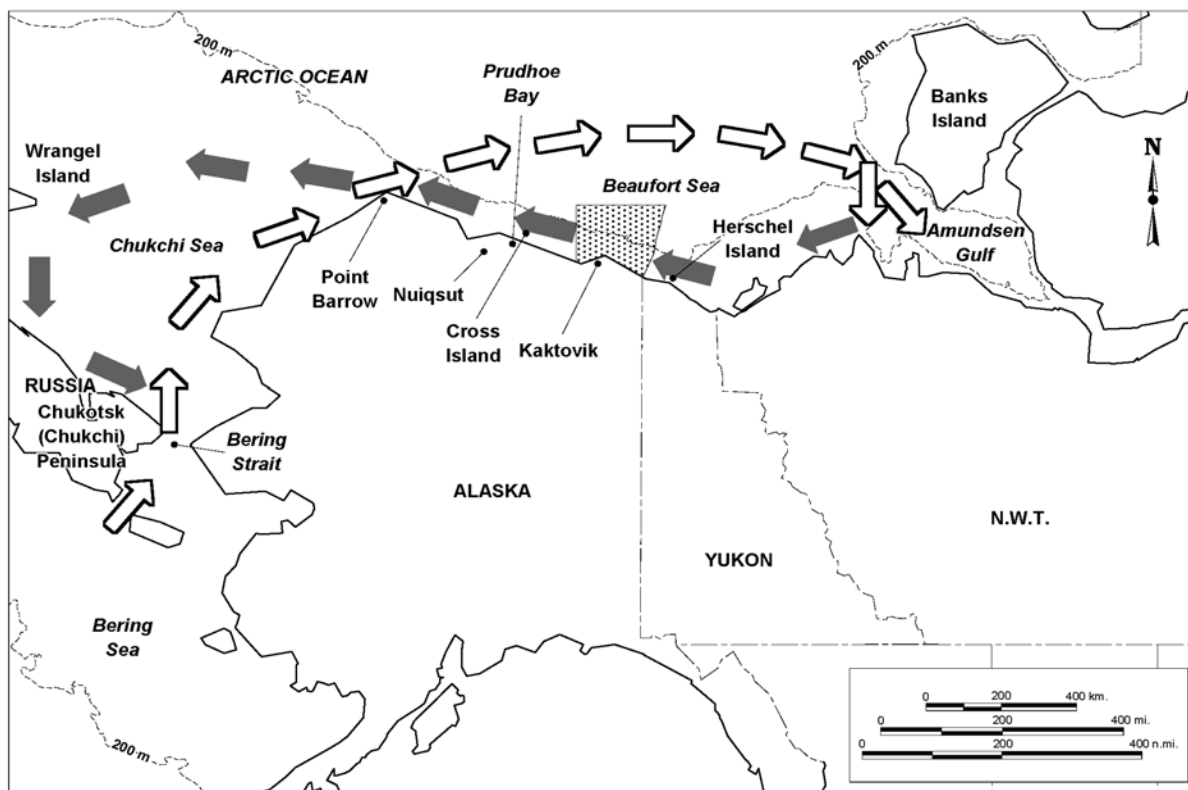 200 m
ARCTIC OCEAN
Prudhoe
Bay
200 m
Banks
Island
N
Wrangel
Island
Beaufort Sea
Chukchi Sea
Herschel
Island
Amundsen
Gulf
Point
Barrow
Nuiqsut
Cross
Island
Kaktovik
RUSSIA
Chukotsk
(Chukchi)
Peninsula
Bering
Strait
ALASKA
N.W.T.
YUKON
Bering
Sea
200 m
0 200 400 km.
0 200 400 mi.
0 200 400 n.mi.